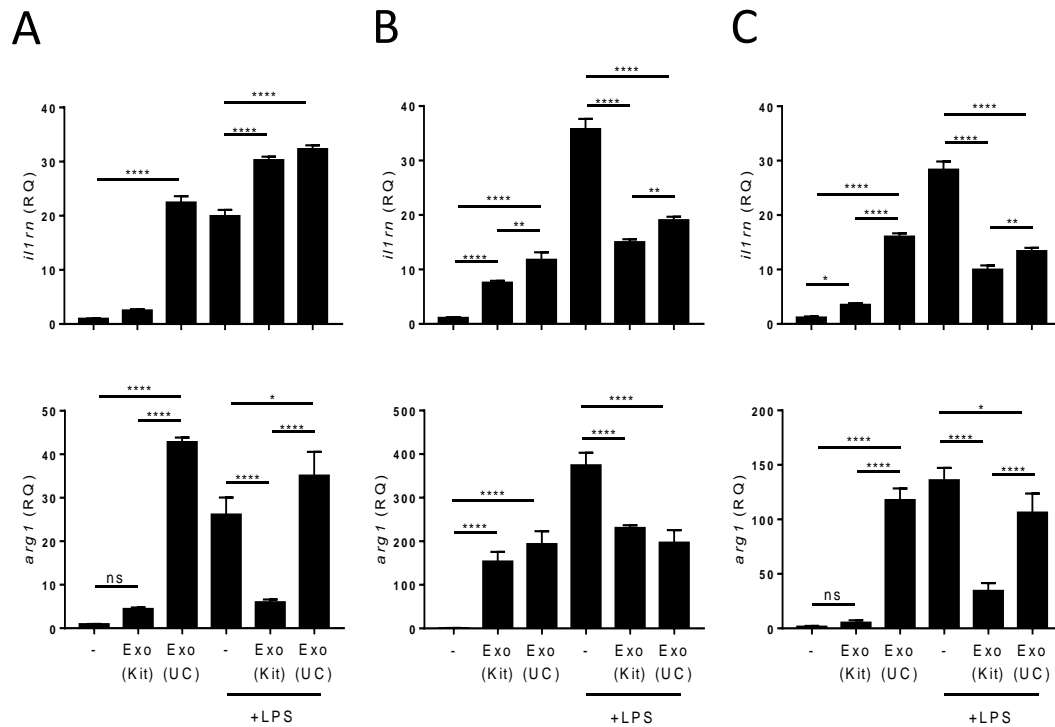 A
B
C
**** **** ****
il1rn (RQ)
40
30
20
10
0
**** **** **** ** **** ** ****
il1rn (RQ)
40
30
20
10
0
* **** **** **** ** ****
il1rn (RQ)
40
30
20
10
0
ns **** **** **** **** *
arg1 (RQ)
50
40
30
20
10
0
- Exo Exo - Exo Exo
(Kit) (UC) (Kit) (UC)
+LPS
**** **** **** ****
arg1 (RQ)
500
400
300
200
100
0
- Exo Exo - Exo Exo
(Kit) (UC) (Kit) (UC)
+LPS
ns **** **** **** **** *
arg1 (RQ)
200
150
100
50
0
- Exo Exo - Exo Exo
(Kit) (UC) (Kit) (UC)
+LPS